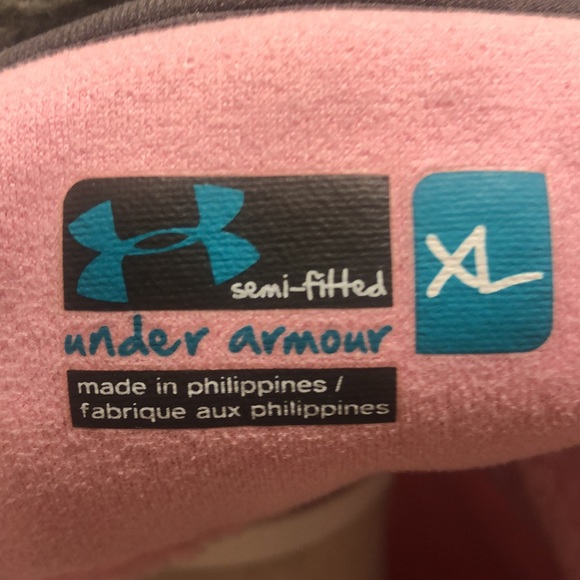 semi-fitted
XL
under armour
made in philippines /
fabrique aux philippines